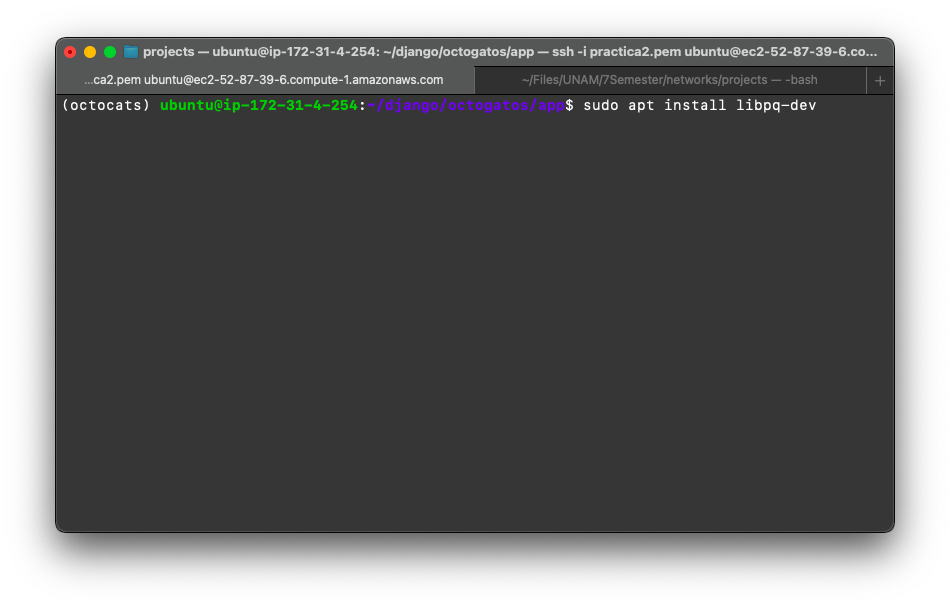 projects — ubuntu@ip-172-31-4-254: ~/django/octogatos/app — ssh -i practica2.pem ubuntu@ec2-52-87-39-6.co...
...ca2.pem ubuntu@ec2-52-87-39-6.compute-1.amazonaws.com
~/Files/UNAM/7Semester/networks/projects — -bash
+
(octocats) ubuntu@ip-172-31-4-254:~/django/octogatos/app$ sudo apt install libpq-dev